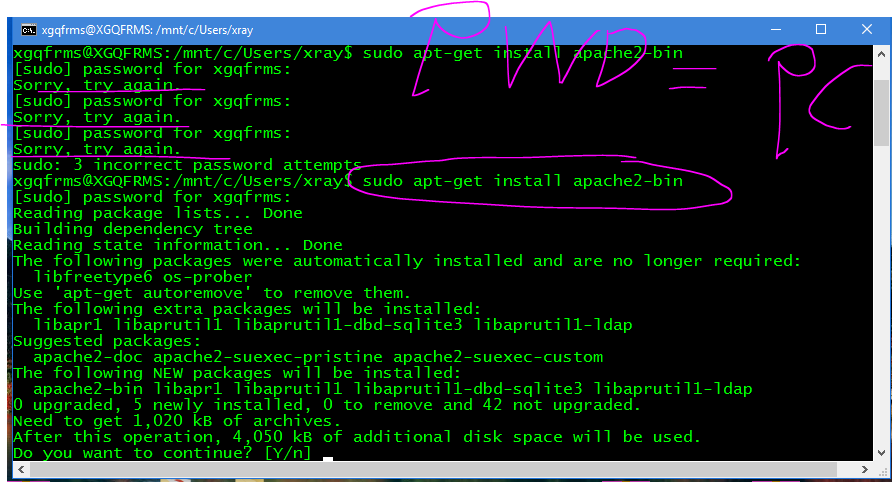 xgqfrms@XGQFRMS: /mnt/c/Users/xray
xgqfrms@XGQFRMS:/mnt/c/Users/xray$ sudo apt-get install apache2-bin
[sudo] password for xgqfrms:
Sorry, try again.
[sudo] password for xgqfrms:
Sorry, try again.
[sudo] password for xgqfrms:
Sorry, try again.
sudo: 3 incorrect password attempts
PWD = PC
xgqfrms@XGQFRMS:/mnt/c/Users/xray$ sudo apt-get install apache2-bin
[sudo] password for xgqfrms:
Reading package lists... Done
Building dependency tree
Reading state information... Done
The following packages were automatically installed and are no longer required:
libfreetype6 os-prober
Use 'apt-get autoremove' to remove them.
The following extra packages will be installed:
libapr1 libaprutil1 libaprutil1-dbd-sqlite3 libaprutil1-ldap
Suggested packages:
apache2-doc apache2-suexec-pristine apache2-suexec-custom
The following NEW packages will be installed:
apache2-bin libapr1 libaprutil1 libaprutil1-dbd-sqlite3 libaprutil1-ldap
0 upgraded, 5 newly installed, 0 to remove and 42 not upgraded.
Need to get 1,020 kB of archives.
After this operation, 4,050 kB of additional disk space will be used.
Do you want to continue? [Y/n]